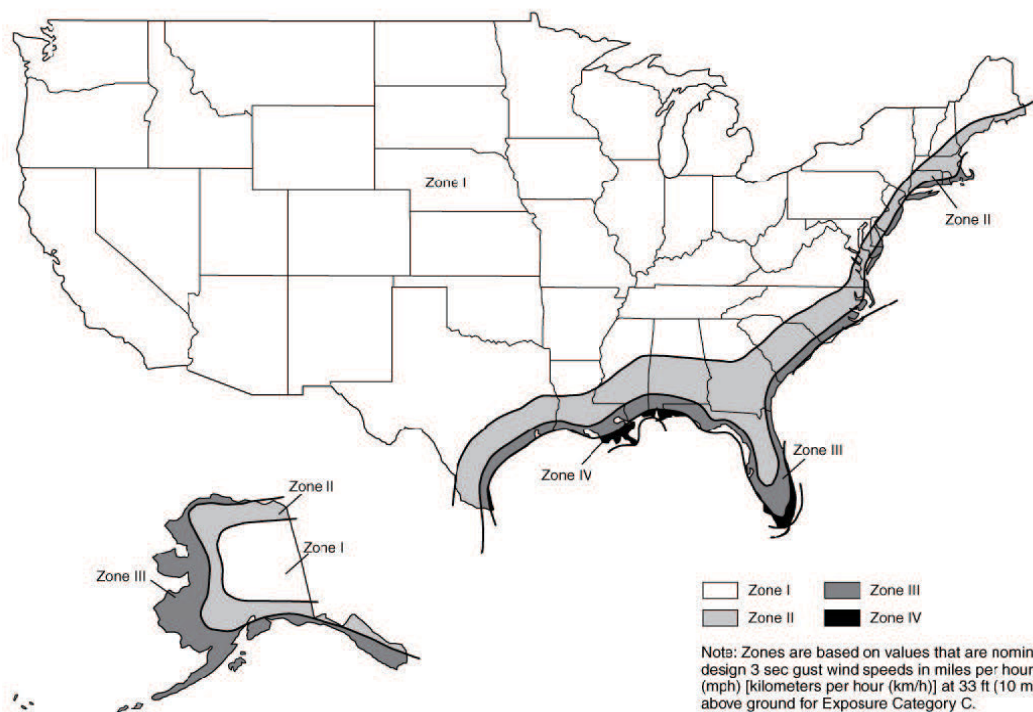 Zone I
Zone II
Zone III
Zone IV
Zone II
Zone I
Zone III
Zone I
Zone III
Zone II
Zone IV
Note: Zones are based on values that are
design 3 sec gust wind speeds in miles per hour
(mph) [kilometers per hour (km/h)] at 33 ft (10
above ground for Exposure Category C.